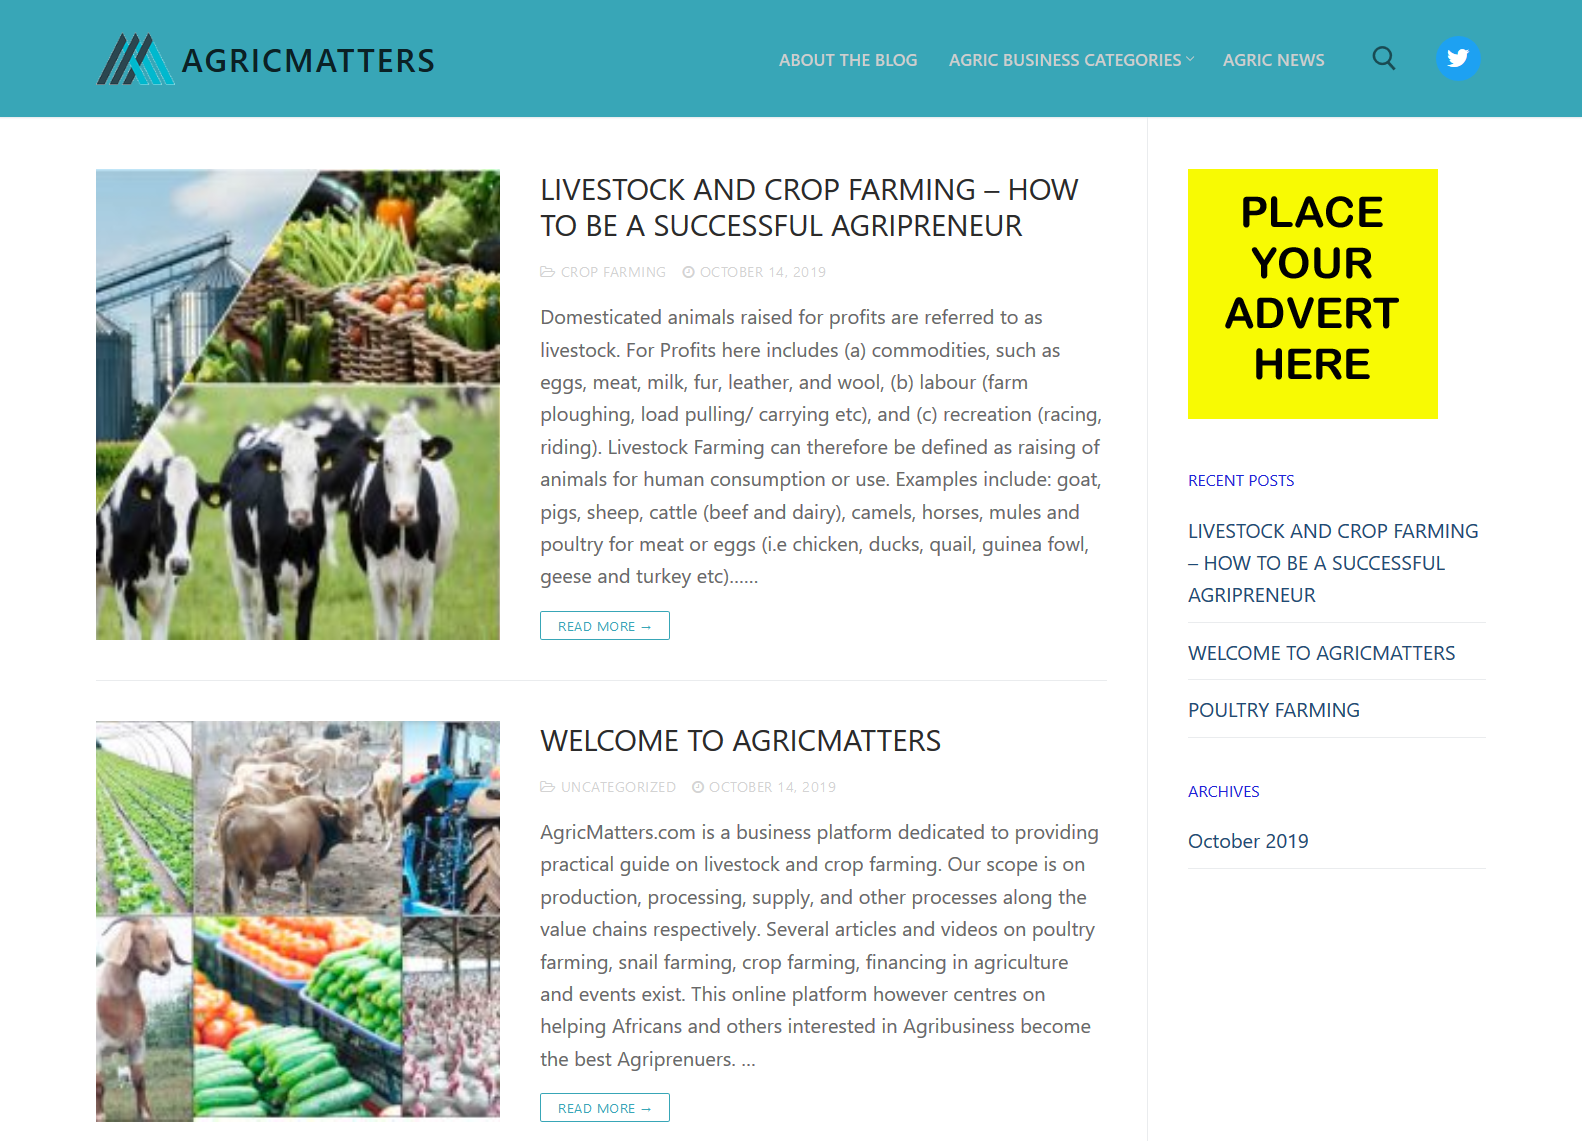 AGRICMATTERS
ABOUT THE BLOG
AGRIC BUSINESS CATEGORIES
AGRIC NEWS
LIVESTOCK AND CROP FARMING – HOW
TO BE A SUCCESSFUL AGRIPRENEUR
CROP FARMING OCTOBER 14, 2019
Domesticated animals raised for profits are referred to as
livestock. For Profits here includes (a) commodities, such as
eggs, meat, milk, fur, leather, and wool, (b) labour (farm
ploughing, load pulling/ carrying etc), and (c) recreation (racing,
riding). Livestock Farming can therefore be defined as raising of
animals for human consumption or use. Examples include: goat,
pigs, sheep, cattle (beef and dairy), camels, horses, mules and
poultry for meat or eggs (i.e chicken, ducks, quail, guinea fowl,
geese and turkey etc)......
READ MORE →
WELCOME TO AGRICMATTERS
UNCATEGORIZED OCTOBER 14, 2019
AgricMatters.com is a business platform dedicated to providing
practical guide on livestock and crop farming. Our scope is on
production, processing, supply, and other processes along the
value chains respectively. Several articles and videos on poultry
farming, snail farming, crop farming, financing in agriculture
and events exist. This online platform however centres on
helping Africans and others interested in Agribusiness become
the best Agriprenuers. ...
READ MORE →
PLACE
YOUR
ADVERT
HERE
RECENT POSTS
LIVESTOCK AND CROP FARMING
– HOW TO BE A SUCCESSFUL
AGRIPRENEUR
WELCOME TO AGRICMATTERS
POULTRY FARMING
ARCHIVES
October 2019